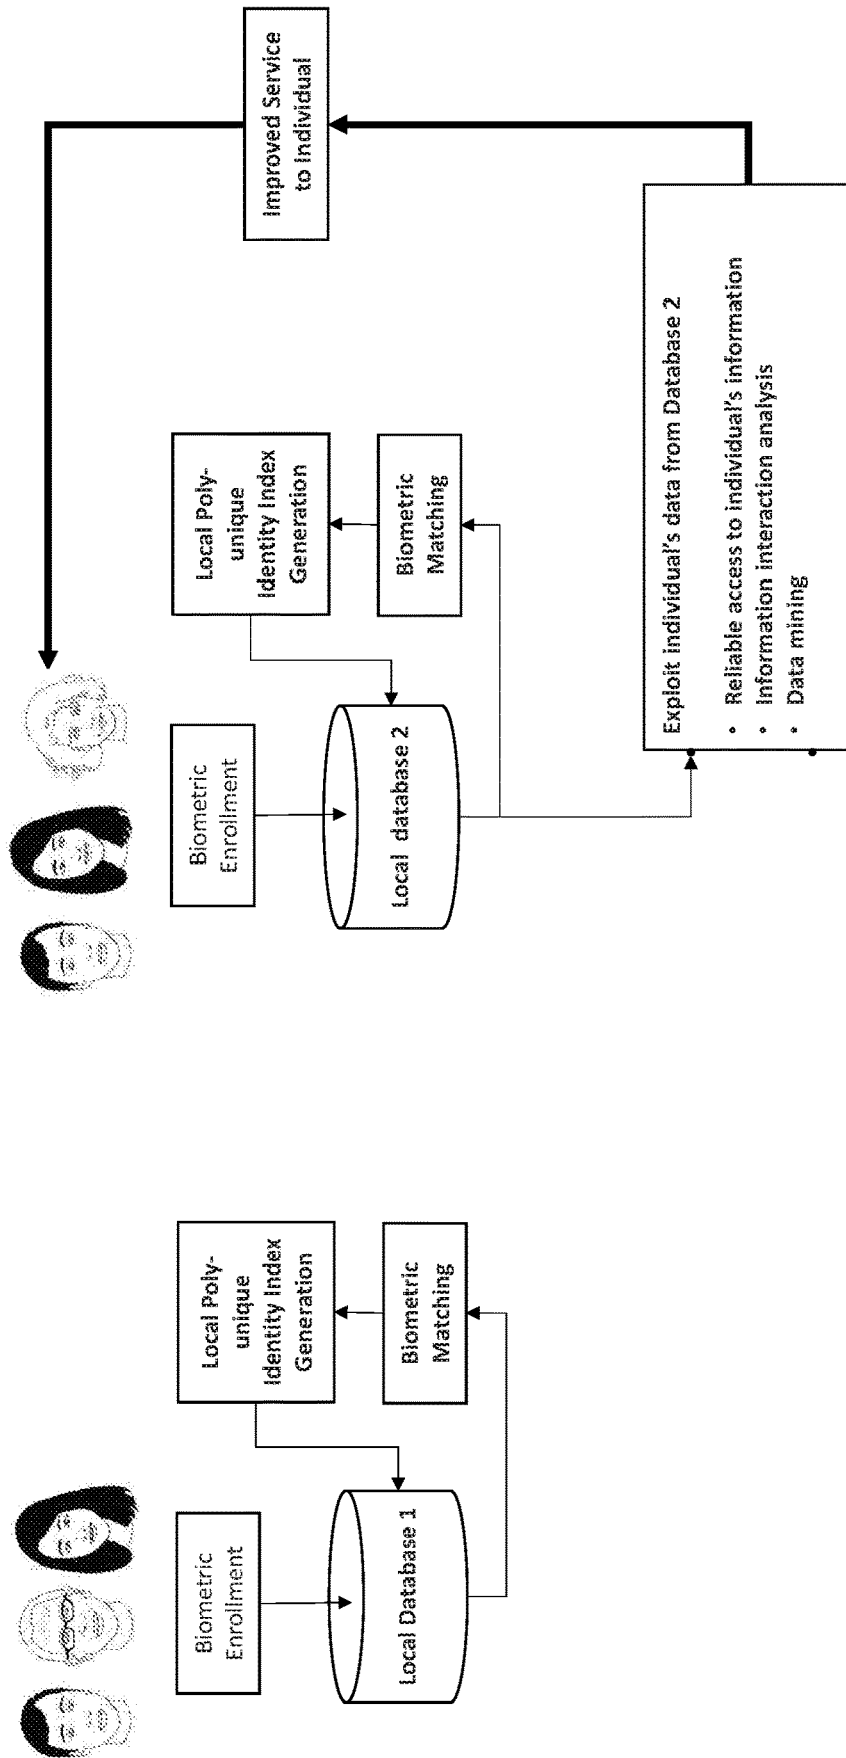 Biometric
Enrollment
Local Database 1
Local Poly-
unique
Identity Index
Generation
Biometric
Matching
Biometric
Enrollment
Local database 2
Local Poly-
unique
Identity Index
Generation
Biometric
Matching
Exploit individual's data from Database 2
• Reliable access to individual's information
• Information interaction analysis
• Data mining
Improved Service
to Individual